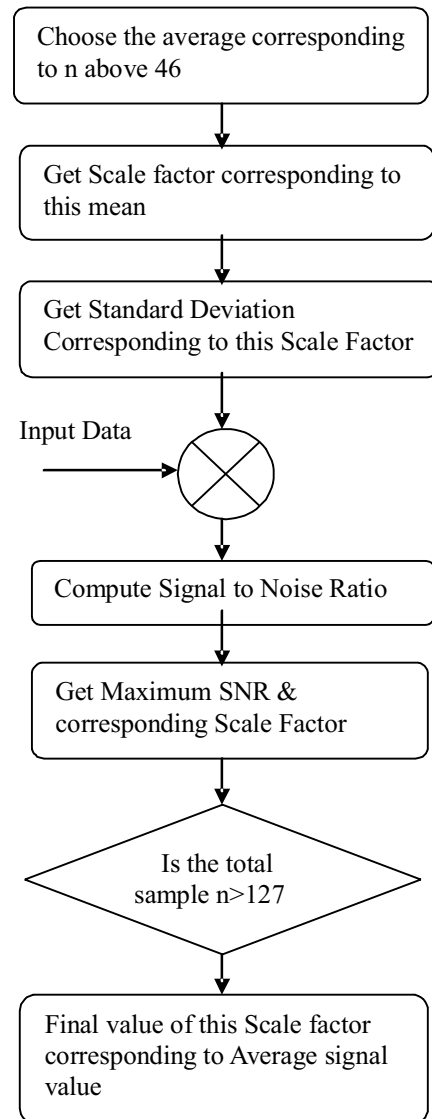 Choose the average corresponding
to n above 46
Get Scale factor corresponding to
this mean
Get Standard Deviation
Corresponding to this Scale Factor
Input Data
Compute Signal to Noise Ratio
Get Maximum SNR &
corresponding Scale Factor
Is the total
sample n>127
Final value of this Scale factor
corresponding to Average signal
value